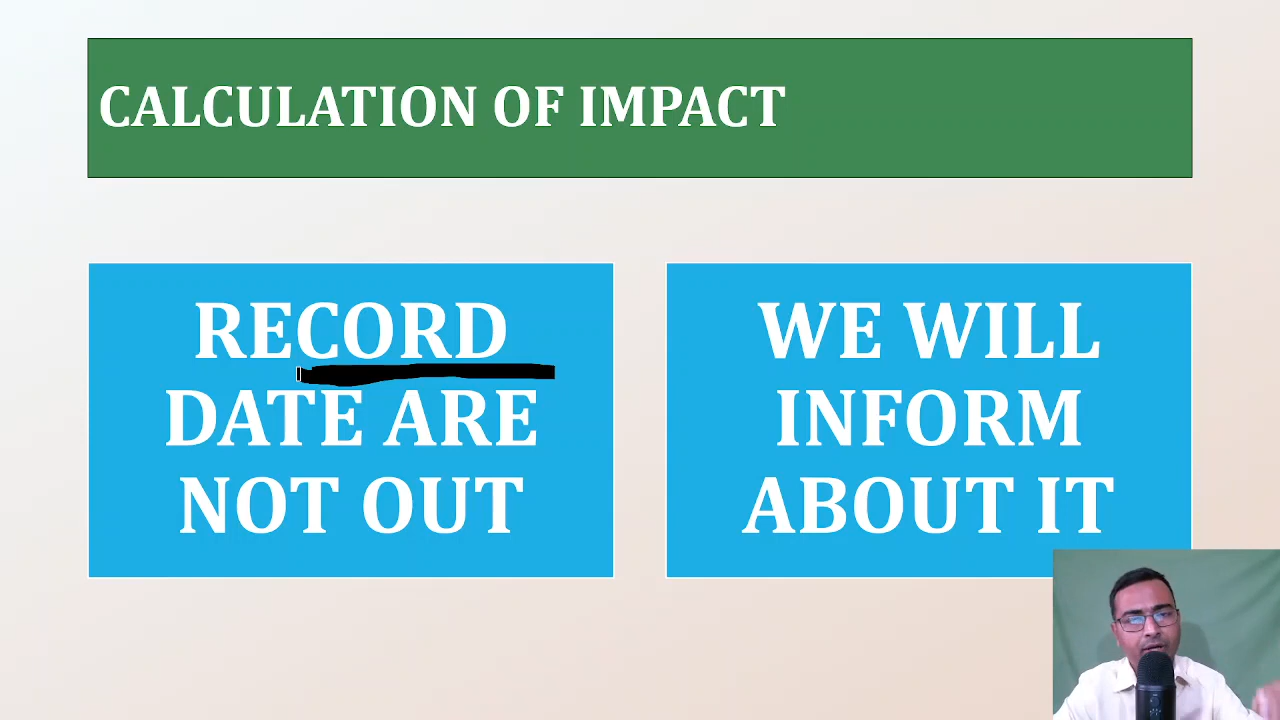 CALCULATION OF IMPACT
RECORD
DATE ARE
NOT OUT
WE WILL
INFORM
ABOUT IT